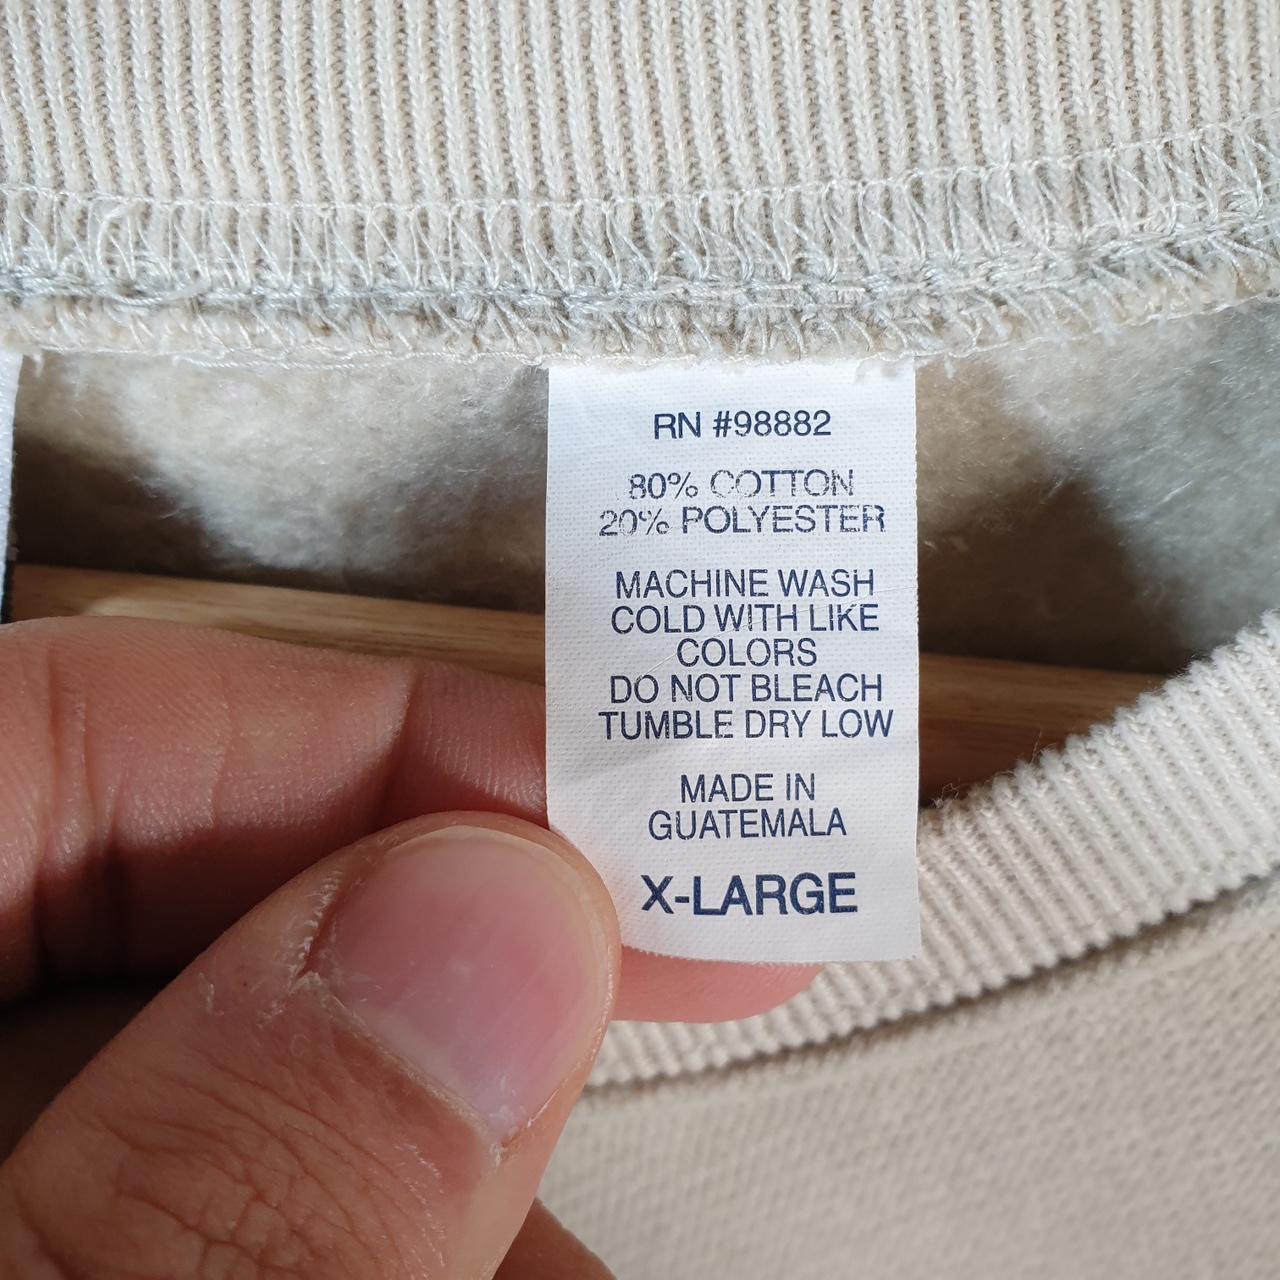 RN #98882
80% COTTON
20% POLYESTER
MACHINE WASH
COLD WITH LIKE
COLORS
DO NOT BLEACH
TUMBLE DRY LOW
MADE IN
GUATEMALA
X-LARGE